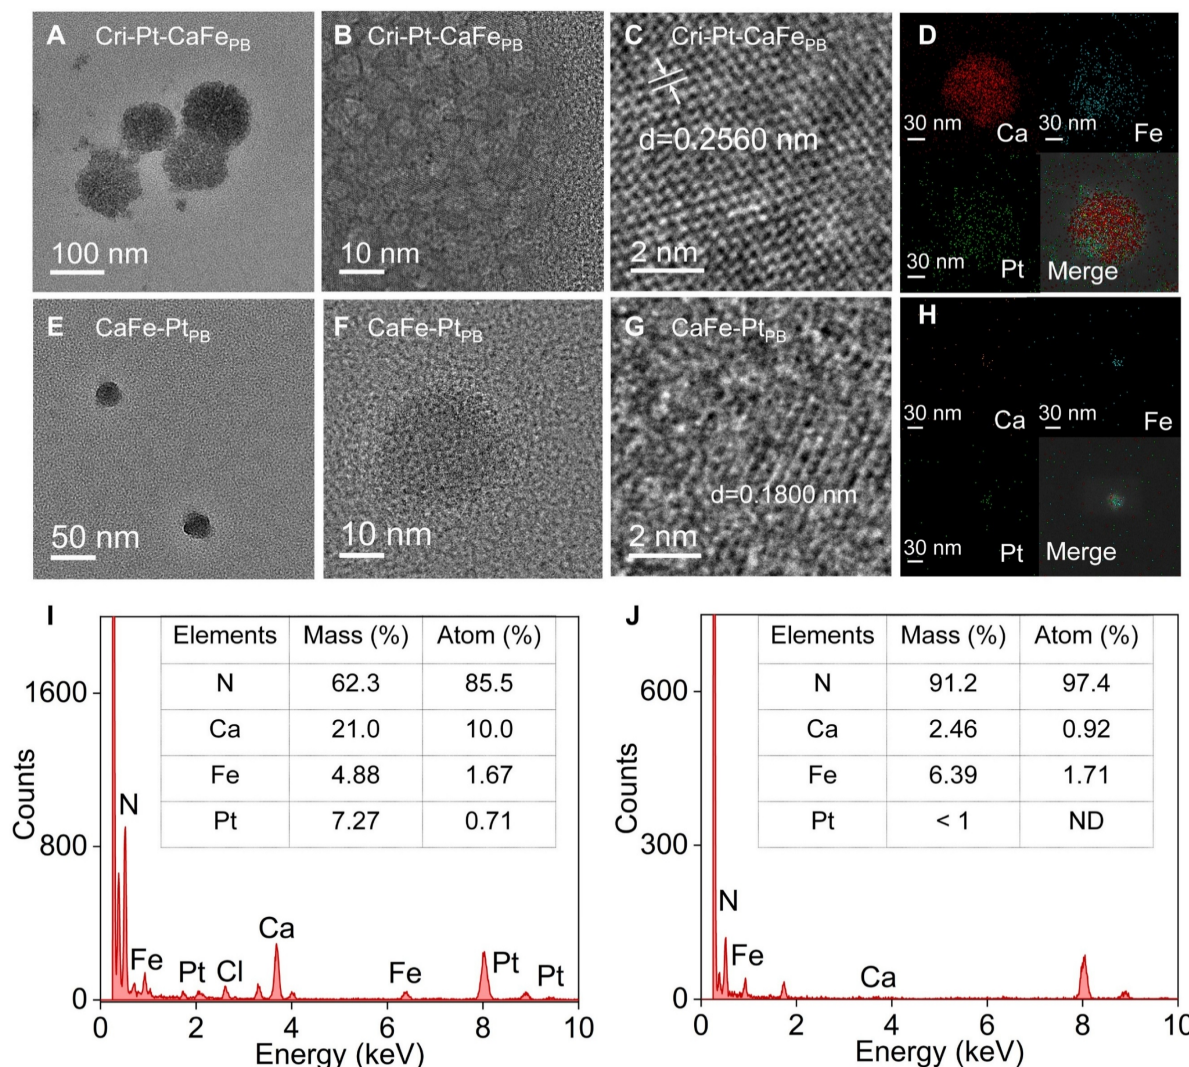 A Cri-Pt-CaFePB
100 nm
B Cri-Pt-CaFePB
10 nm
C Cri-Pt-CaFePB
d=0.2560 nm
2 nm
D
30 nm Ca
30 nm Fe
30 nm Pt
Merge
E CaFe-PtPB
50 nm
F CaFe-PtPB
10 nm
G CaFe-PtPB
d=0.1800 nm
2 nm
H
30 nm Ca
30 nm Fe
30 nm Pt
Merge
I
Elements Mass (%) Atom (%)
N 62.3 85.5
Ca 21.0 10.0
Fe 4.88 1.67
Pt 7.27 0.71
1600
800
0
Counts
N
Fe
Pt
Cl
Ca
Fe
Pt
Pt
0 2 4 6 8 10
Energy (keV)
J
Elements Mass (%) Atom (%)
N 91.2 97.4
Ca 2.46 0.92
Fe 6.39 1.71
Pt < 1 ND
600
300
0
Counts
N
Fe
Ca
0 2 4 6 8 10
Energy (keV)